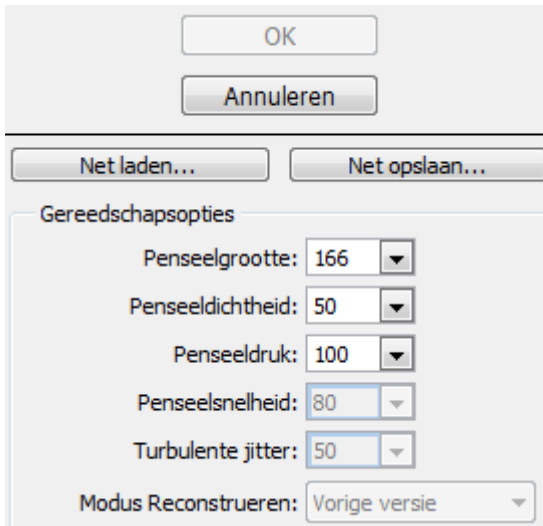 OK
Annuleren
Net laden... Net opslaan...
Gereedschapsopties
Penseelgrootte: 166
Penseeldichtheid: 50
Penseeldruk: 100
Penseelsnelheid: 80
Turbulente jitter: 50
Modus Reconstrueren: Vorige versie